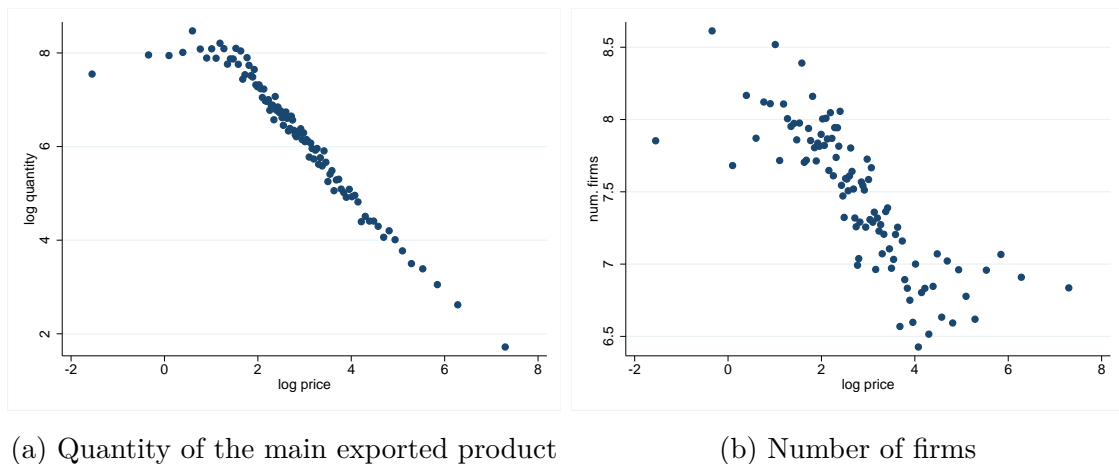 8
6
4
2
log quantity
-2 0 2 4 6 8
log price
8.5
8
7.5
7
6.5
num.firms
-2 0 2 4 6 8
log price
(a) Quantity of the main exported product
(b) Number of firms